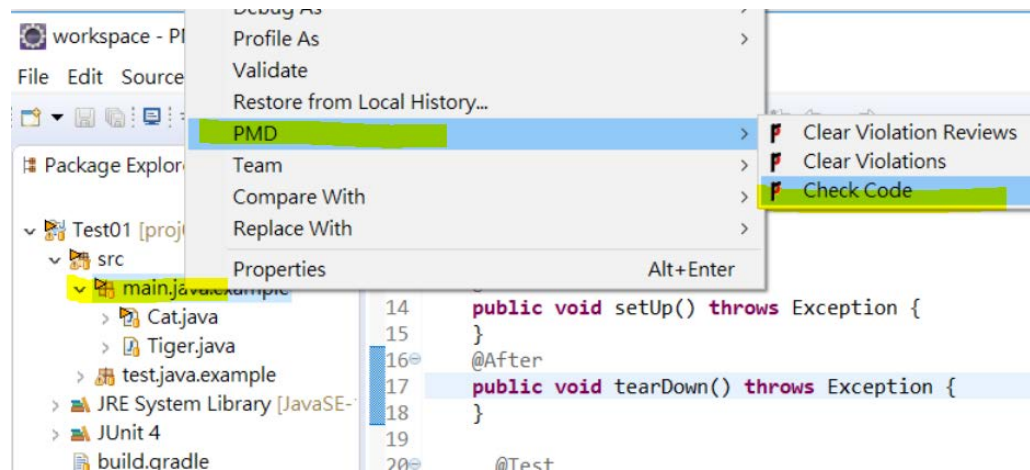 Debug As
workspace - P
Profile As
File Edit Source
Validate
Restore from Local History...
PMD
Clear Violation Reviews
Package Explor
Team
Clear Violations
Compare With
Check Code
Test01 [proj
Replace With
src
Properties Alt+Enter
main.java.example
14 public void setUp() throws Exception {
Cat.java
15 }
Tiger.java
16 @After
test.java.example
17 public void tearDown() throws Exception {
JRE System Library [JavaSE-
18 }
JUnit 4
19
build.gradle
20 @Test